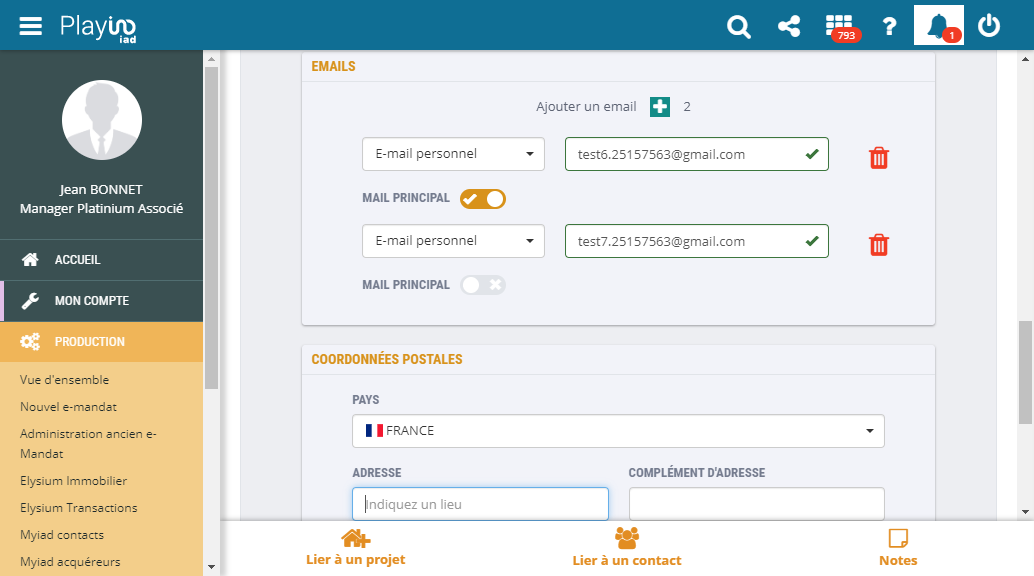 Playiad
iad
793
?
1
Jean BONNET
Manager Platinium Associé
ACCUEIL
MON COMPTE
PRODUCTION
Vue d'ensemble
Nouvel e-mandat
Administration ancien e-
Mandat
Elysium Immobilier
Elysium Transactions
Myiad contacts
Myiad acquéreurs
EMAILS
Ajouter un email 2
E-mail personnel test6.25157563@gmail.com
MAIL PRINCIPAL
E-mail personnel test7.25157563@gmail.com
MAIL PRINCIPAL
COORDONNÉES POSTALES
PAYS
FRANCE
ADRESSE COMPLÉMENT D'ADRESSE
Indiquez un lieu
Lier à un projet Lier à un contact Notes